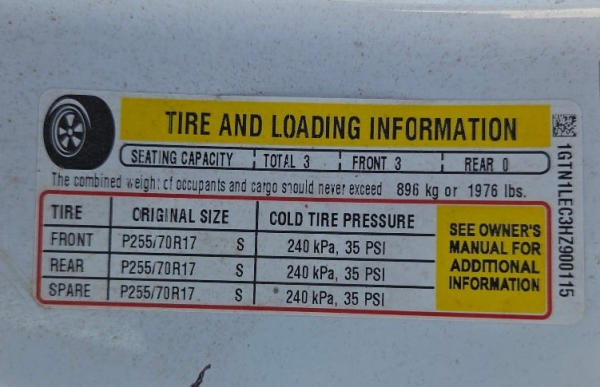 TIRE AND LOADING INFORMATION
SEATING CAPACITY TOTAL 3 FRONT 3 REAR 0
The combined weight of occupants and cargo should never exceed 896 kg or 1976 lbs.
TIRE ORIGINAL SIZE COLD TIRE PRESSURE
FRONT P255/70R17 S 240 kPa, 35 PSI
REAR P255/70R17 S 240 kPa, 35 PSI
SPARE P255/70R17 S 240 kPa, 35 PSI
SEE OWNER'S
MANUAL FOR
ADDITIONAL
INFORMATION
1GTN1LEC3HZ900115